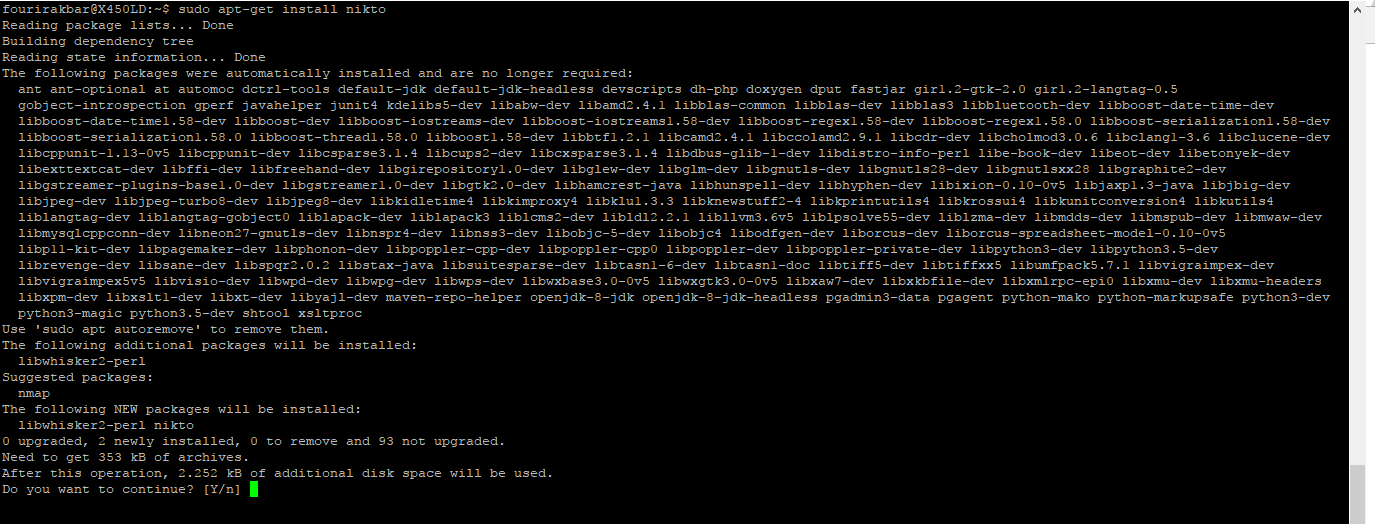 fourirakbar@X450LD:~$ sudo apt-get install nikto
Reading package lists... Done
Building dependency tree
Reading state information... Done
The following packages were automatically installed and are no longer required:
  ant ant-optional at automoc dctrl-tools default-jdk default-jdk-headless devscripts dh-php doxygen dput fastjar gir1.2-gtk-2.0 gir1.2-langtag-0.5
  gobject-introspection gperf javahelper junit4 kdelibs5-dev libabw-dev libamd2.4.1 libblas-common libblas-dev libblas3 libbluetooth-dev libboost-date-time-dev
  libboost-date-time1.58-dev libboost-dev libboost-iostreams-dev libboost-iostreams1.58-dev libboost-regex1.58-dev libboost-regex1.58.0 libboost-serialization1.58-dev
  libboost-serialization1.58.0 libboost-thread1.58.0 libboost1.58-dev libbtf1.2.1 libcamd2.4.1 libccolamd2.9.1 libcdr-dev libcholmod3.0.6 libclang1-3.6 libclucene-dev
  libcppunit-1.13-0v5 libcppunit-dev libcsparse3.1.4 libcups2-dev libcxsparse3.1.4 libdbus-glib-1-dev libdistro-info-perl libe-book-dev libeot-dev libetonyek-dev
  libexttextcat-dev libffi-dev libfreehand-dev libgirepository1.0-dev libglew-dev libglm-dev libgnutls-dev libgnutls28-dev libgnutlsxx28 libgraphite2-dev
  libgstreamer-plugins-base1.0-dev libgstreamer1.0-dev libgtk2.0-dev libhamcrest-java libhunspell-dev libhyphen-dev libixion-0.10-0v5 libjaxp1.3-java libjbig-dev
  libjpeg-dev libjpeg-turbo8-dev libjpeg8-dev libkidletime4 libkimproxy4 libklu1.3.3 libknewstuff2-4 libkprintutils4 libkrossui4 libkunitconversion4 libkutils4
  liblangtag-dev liblangtag-gobject0 liblapack-dev liblapack3 liblcms2-dev libldl2.2.1 libllvm3.6v5 liblpsolve55-dev liblzma-dev libmdds-dev libmspub-dev libmwaw-dev
  libmysqlcppconn-dev libneon27-gnutls-dev libnspr4-dev libnss3-dev libobjc-5-dev libobjc4 libodfgen-dev liborcus-dev liborcus-spreadsheet-model-0.10-0v5
  libp11-kit-dev libpagemaker-dev libphonon-dev libpoppler-cpp-dev libpoppler-cpp0 libpoppler-dev libpoppler-private-dev libpython3-dev libpython3.5-dev
  librevenge-dev libsane-dev libspqr2.0.2 libstax-java libsuitesparse-dev libtasn1-6-dev libtasn1-doc libtiff5-dev libtiffxx5 libumfpack5.7.1 libvigraimpex-dev
  libvigraimpex5v5 libvisio-dev libwpd-dev libwpg-dev libwps-dev libwxbase3.0-0v5 libwxgtk3.0-0v5 libxaw7-dev libxkbfile-dev libxmlrpc-epi0 libxmu-dev libxmu-headers
  libxpm-dev libxslt1-dev libxt-dev libyajl-dev maven-repo-helper openjdk-8-jdk openjdk-8-jdk-headless pgadmin3-data pgagent python-mako python-markupsafe python3-dev
  python3-magic python3.5-dev shtool xsltproc
Use 'sudo apt autoremove' to remove them.
The following additional packages will be installed:
  libwhisker2-perl
Suggested packages:
  nmap
The following NEW packages will be installed:
  libwhisker2-perl nikto
0 upgraded, 2 newly installed, 0 to remove and 93 not upgraded.
Need to get 353 kB of archives.
After this operation, 2.252 kB of additional disk space will be used.
Do you want to continue? [Y/n]